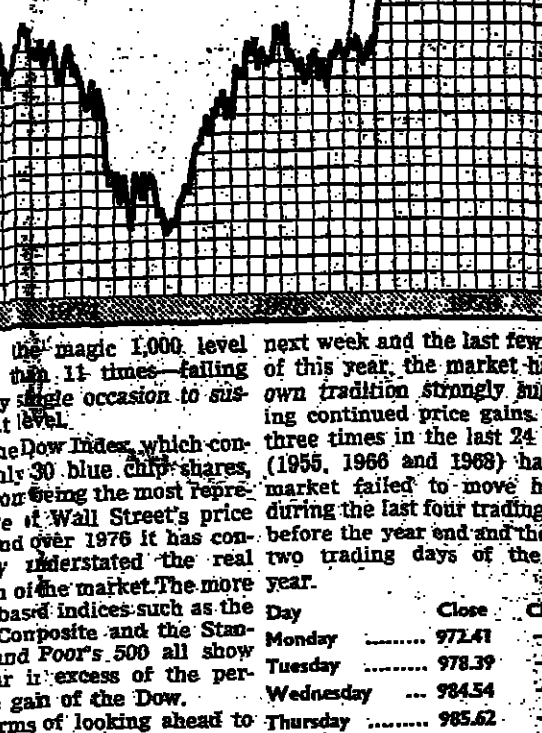 1976
the magic 1,000 level
than 11 times—failing
single occasion to sus-
level.
Dow Index, which con-
30 blue chip shares,
being the most repre-
Wall Street's price
and over 1976 it has con-
understated the real
of the market. The more
based indices such as the
Composite and the Stan-
and Poor's 500 all show
in excess of the per-
gain of the Dow.
rms of looking ahead to
next week and the last few
of this year, the market
own tradition strongly
ing continued price gains.
three times in the last 24
(1955, 1966 and 1968)
market failed to move
during the last four trading
before the year end and the
two trading days of the
year.
Day Close
Monday ......... 972.41
Tuesday ......... 978.39
Wednesday ... 984.54
Thursday ......... 985.62